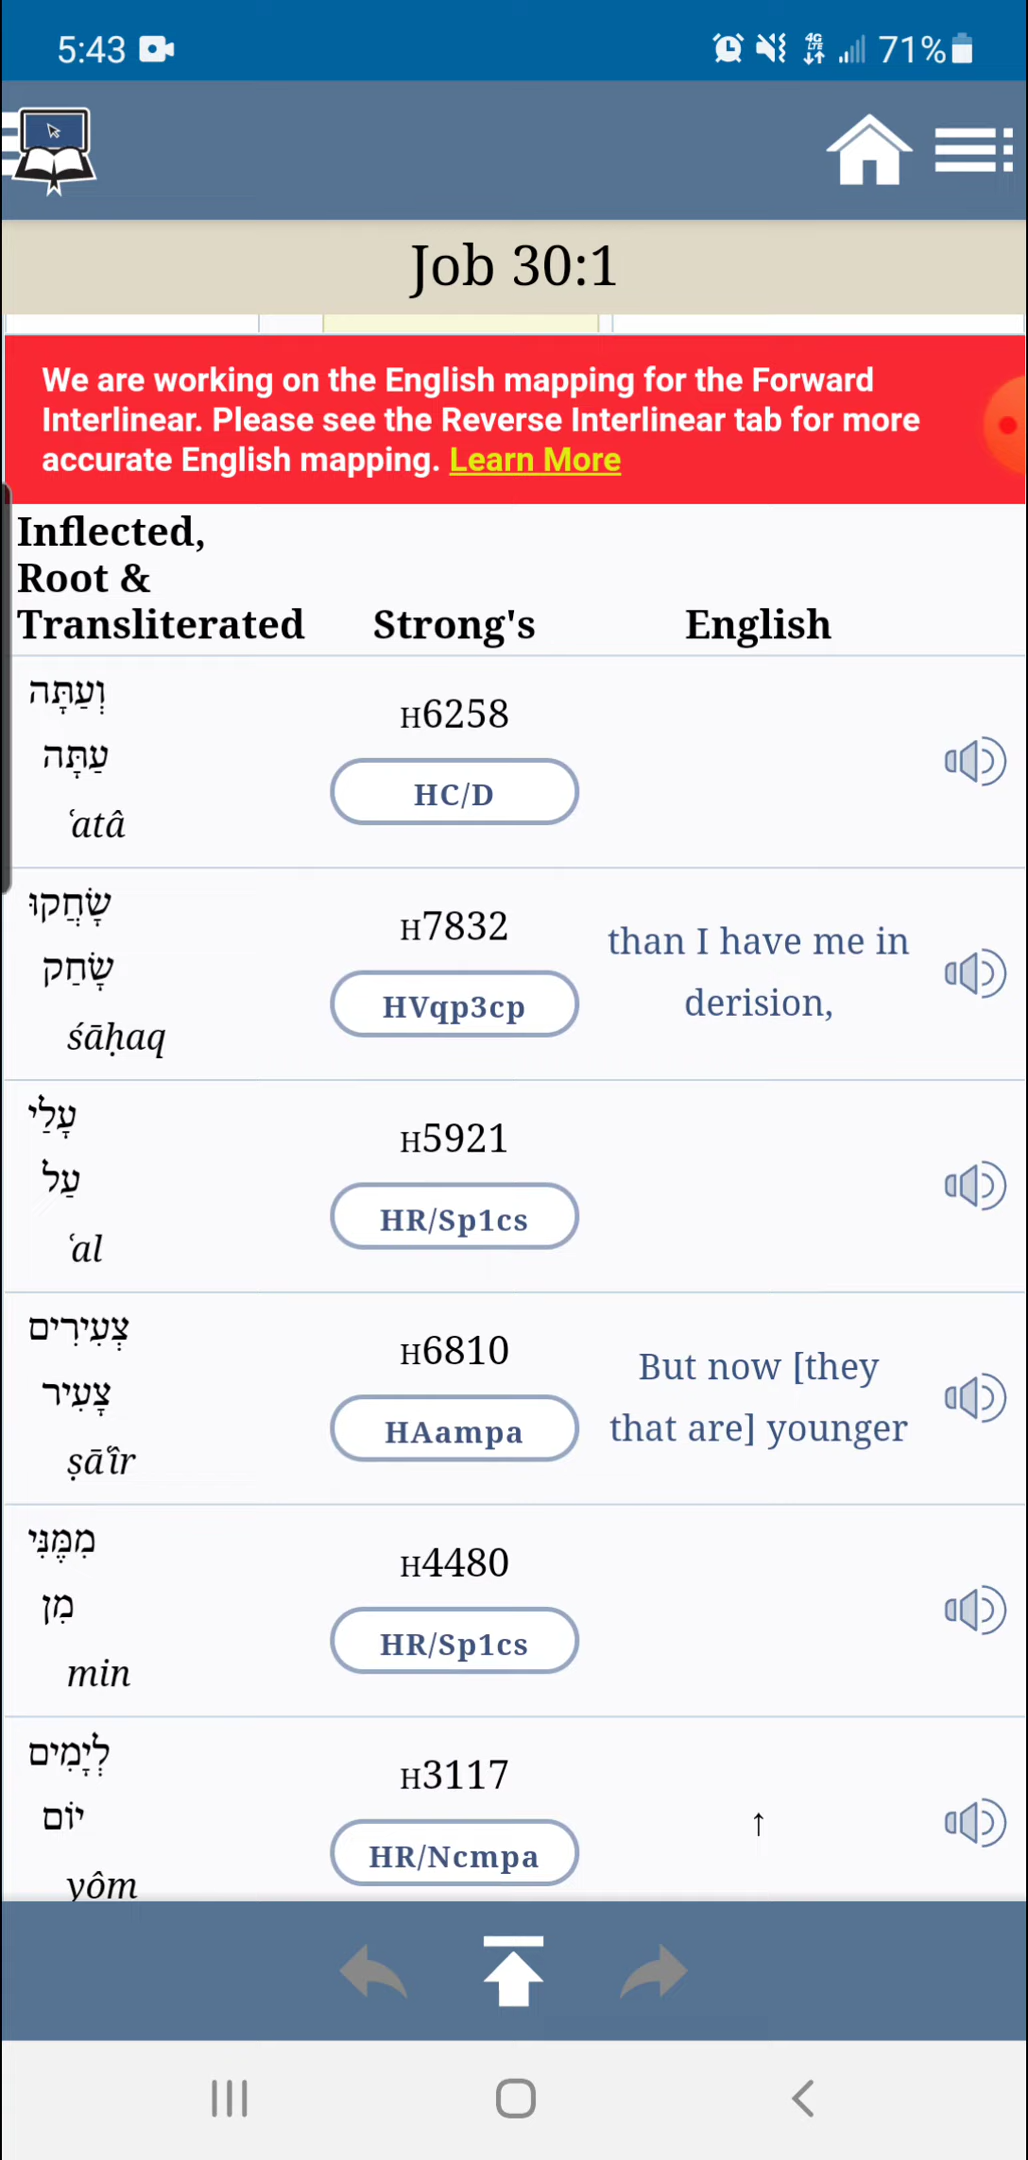 5:43
4G LTE 71%
Job 30:1
We are working on the English mapping for the Forward
Interlinear. Please see the Reverse Interlinear tab for more
accurate English mapping. Learn More
Inflected,
Root &
Transliterated Strong's English
וְעַתָּה
עַתָּה
ʿatâ
H6258
HC/D
שָׂחֲקוּ
שָׂחַק
śāḥaq
H7832
HVqp3cp
than I have me in
derision,
עָלַי
עַל
ʿal
H5921
HR/Sp1cs
צְעִירִים
צָעִיר
ṣāʿîr
H6810
HAampa
But now [they
that are] younger
מִמֶּנִּי
מִן
min
H4480
HR/Sp1cs
לְיָמִים
יוֹם
yôm
H3117
HR/Ncmpa
↑